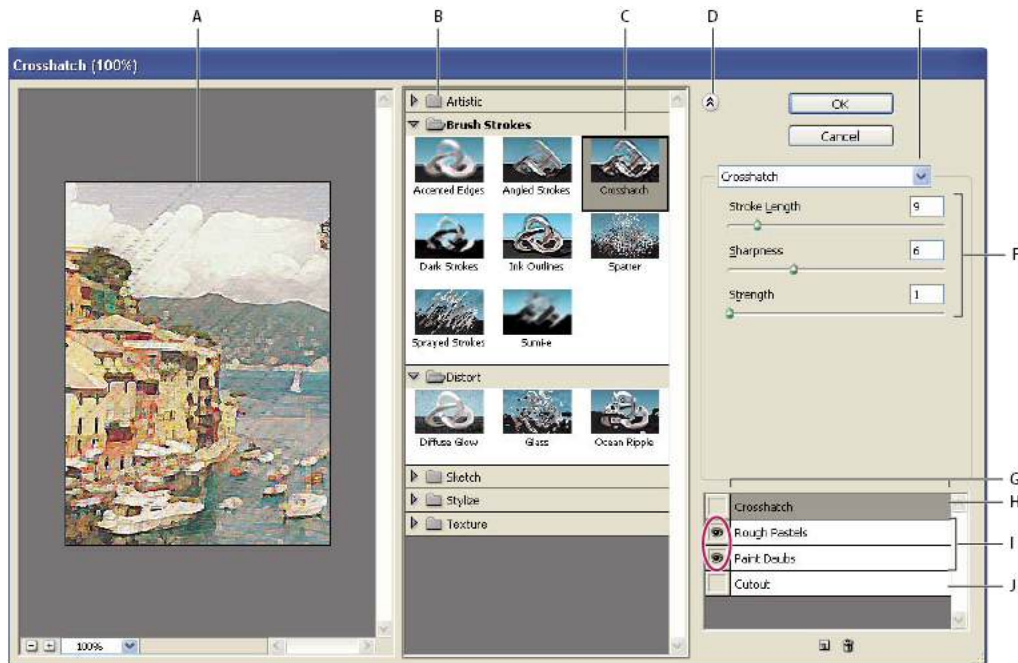 A B C D E
Crosshatch (100%)
Artistic
Brush Strokes
Accented Edges Angled Strokes Crosshatch
Dark Strokes Ink Outlines Spatter
Sprayed Strokes Sumi-e
Distort
Diffuse Glow Glass Ocean Ripple
Sketch
Stylize
Texture
100%
OK
Cancel
Crosshatch
Stroke Length 9
Sharpness 6
Strength 1
F
G
Crosshatch H
Rough Pastels
I
Paint Daubs
Cutout J